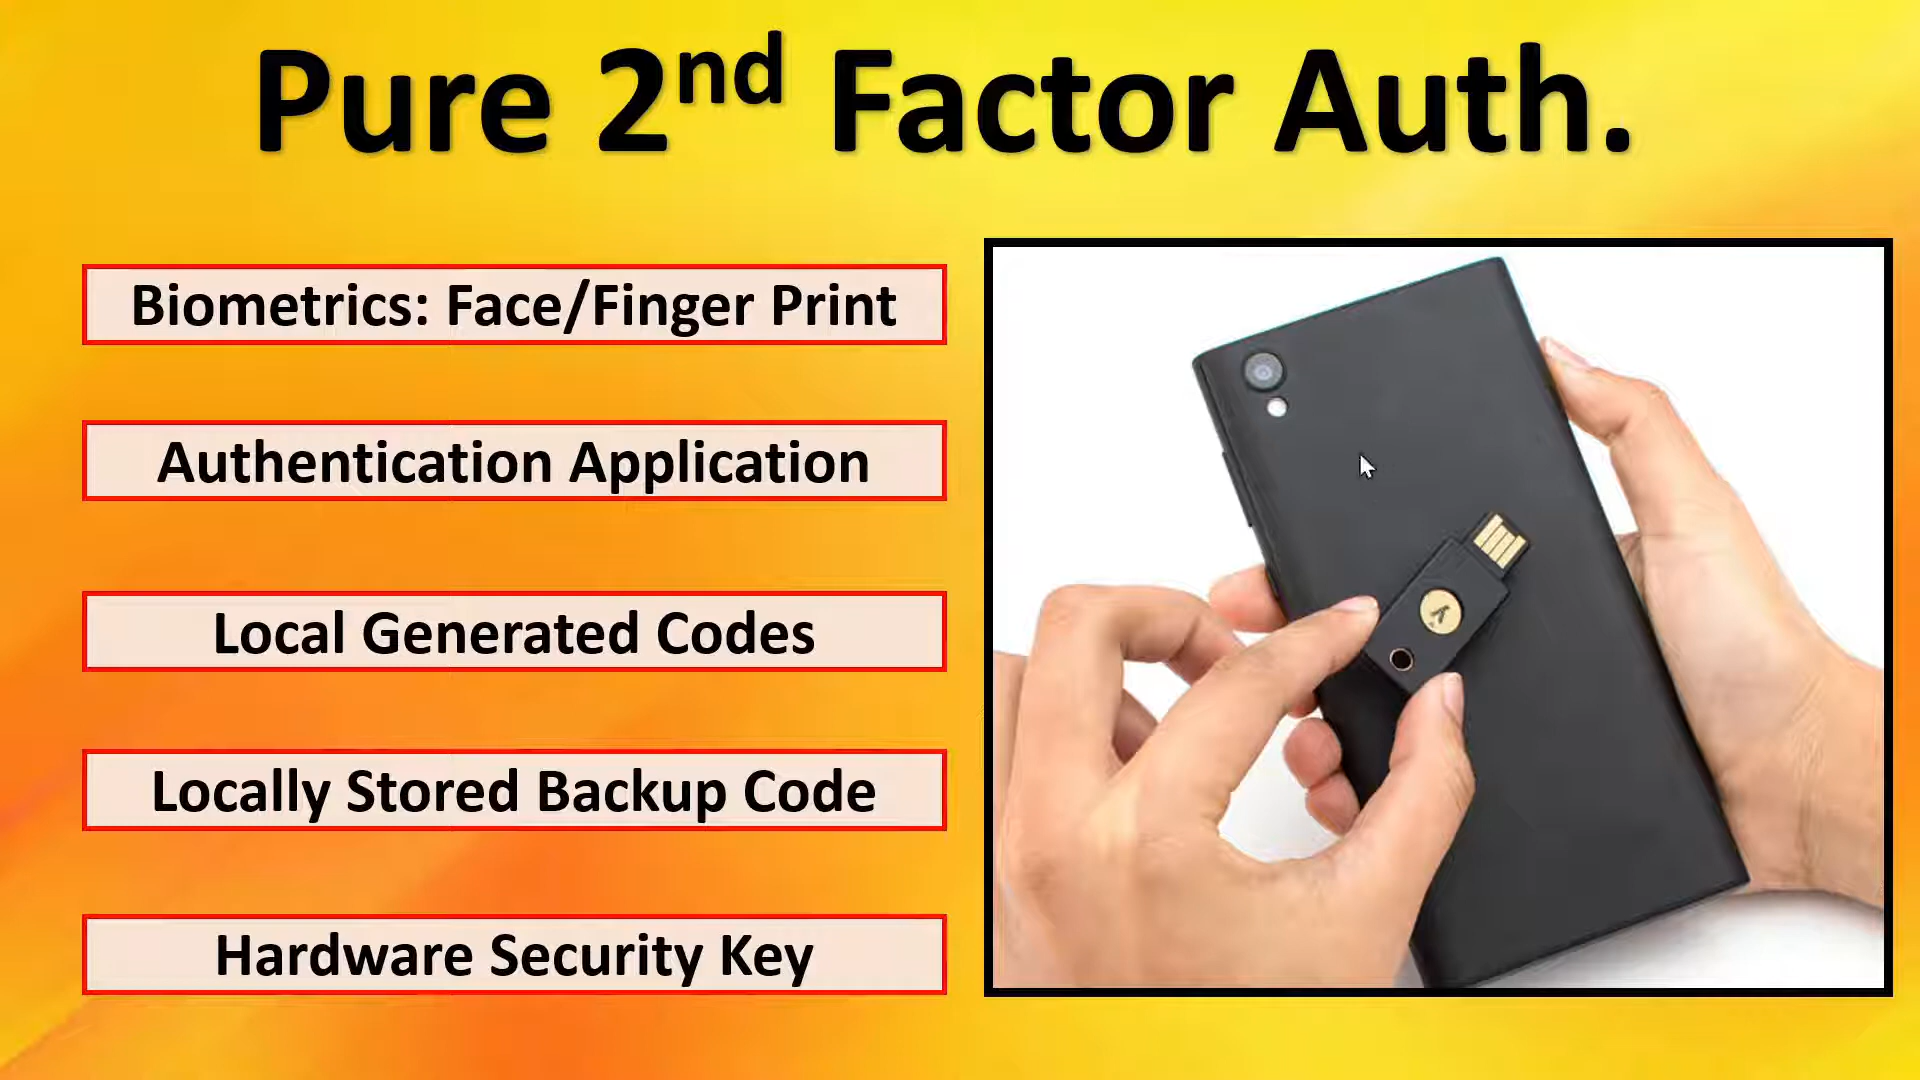 Pure 2nd Factor Auth.
Biometrics: Face/Finger Print
Authentication Application
Local Generated Codes
Locally Stored Backup Code
Hardware Security Key